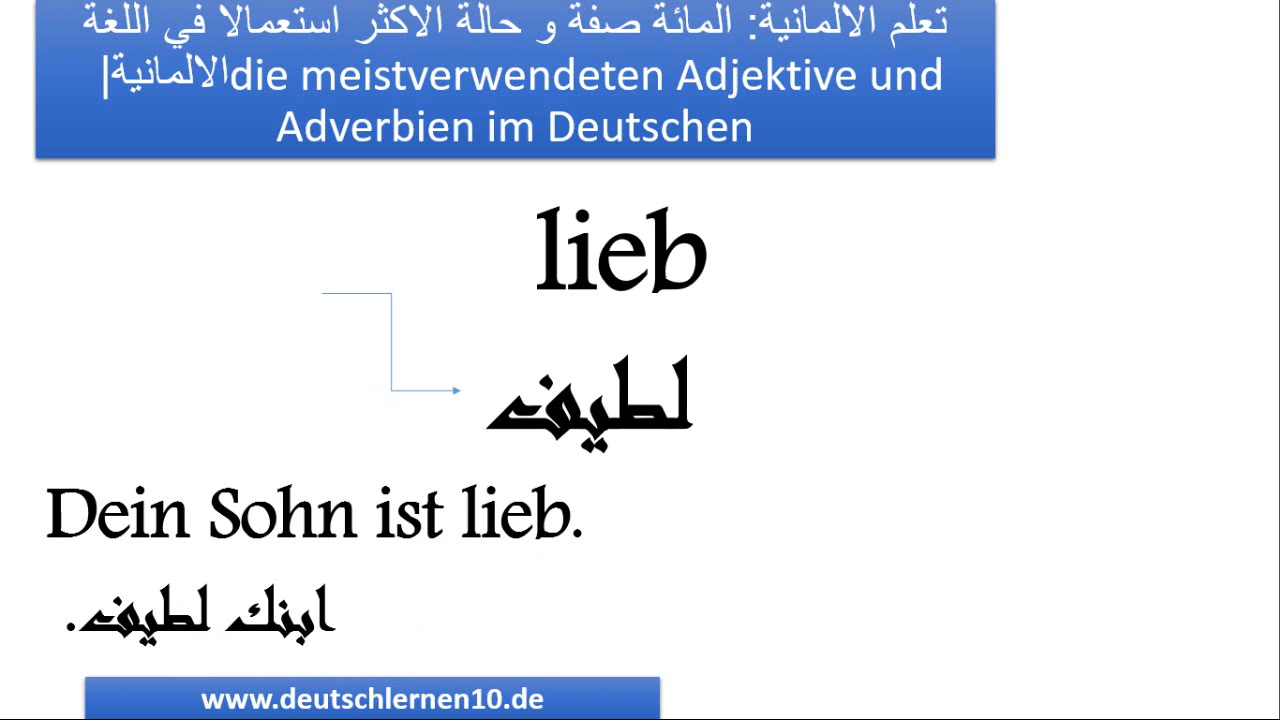 تعلم الالمانية: المائة صفة و حالة الاكثر استعمالا في اللغة
الالمانية|die meistverwendeten Adjektive und
Adverbien im Deutschen
lieb
لطيف
Dein Sohn ist lieb.
ابنك لطيف.
www.deutschlernen10.de